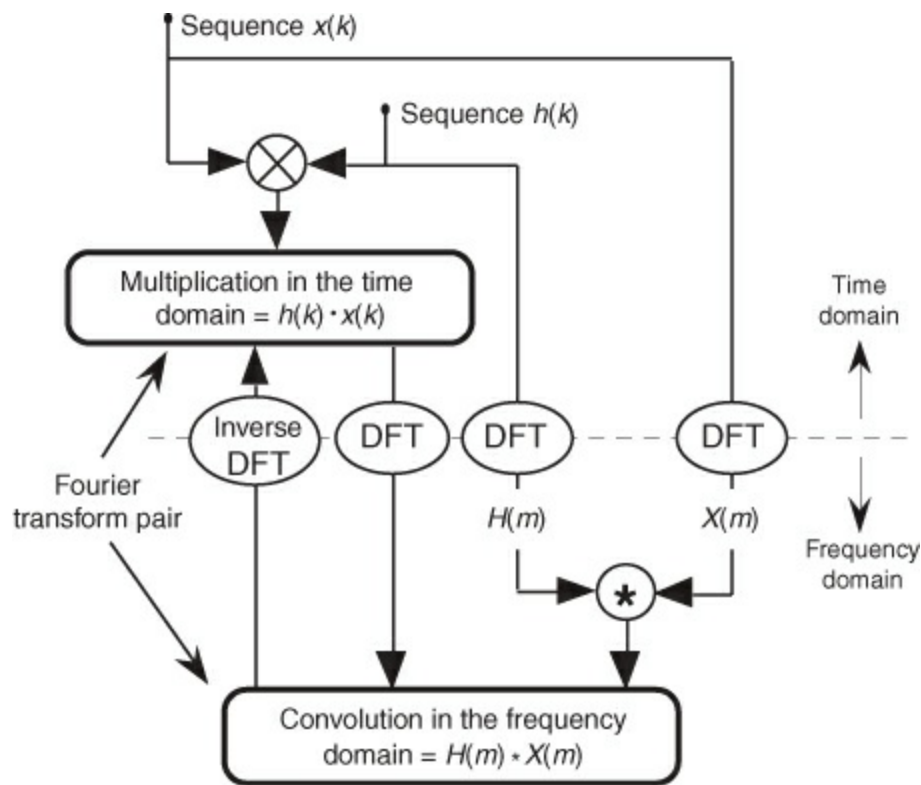 Sequence x(k)
Sequence h(k)
Multiplication in the time
domain = h(k) · x(k)
Time
domain
Inverse
DFT
DFT
DFT
DFT
Fourier
transform pair
H(m)
X(m)
Frequency
domain
*
Convolution in the frequency
domain = H(m) * X(m)